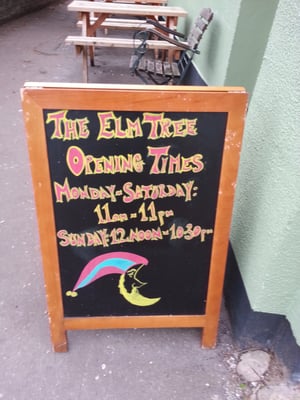 THE ELM TREE
OPENING TIMES
MONDAY-SATURDAY:
11am-11pm
SUNDAY:12.NOON-10:30pm